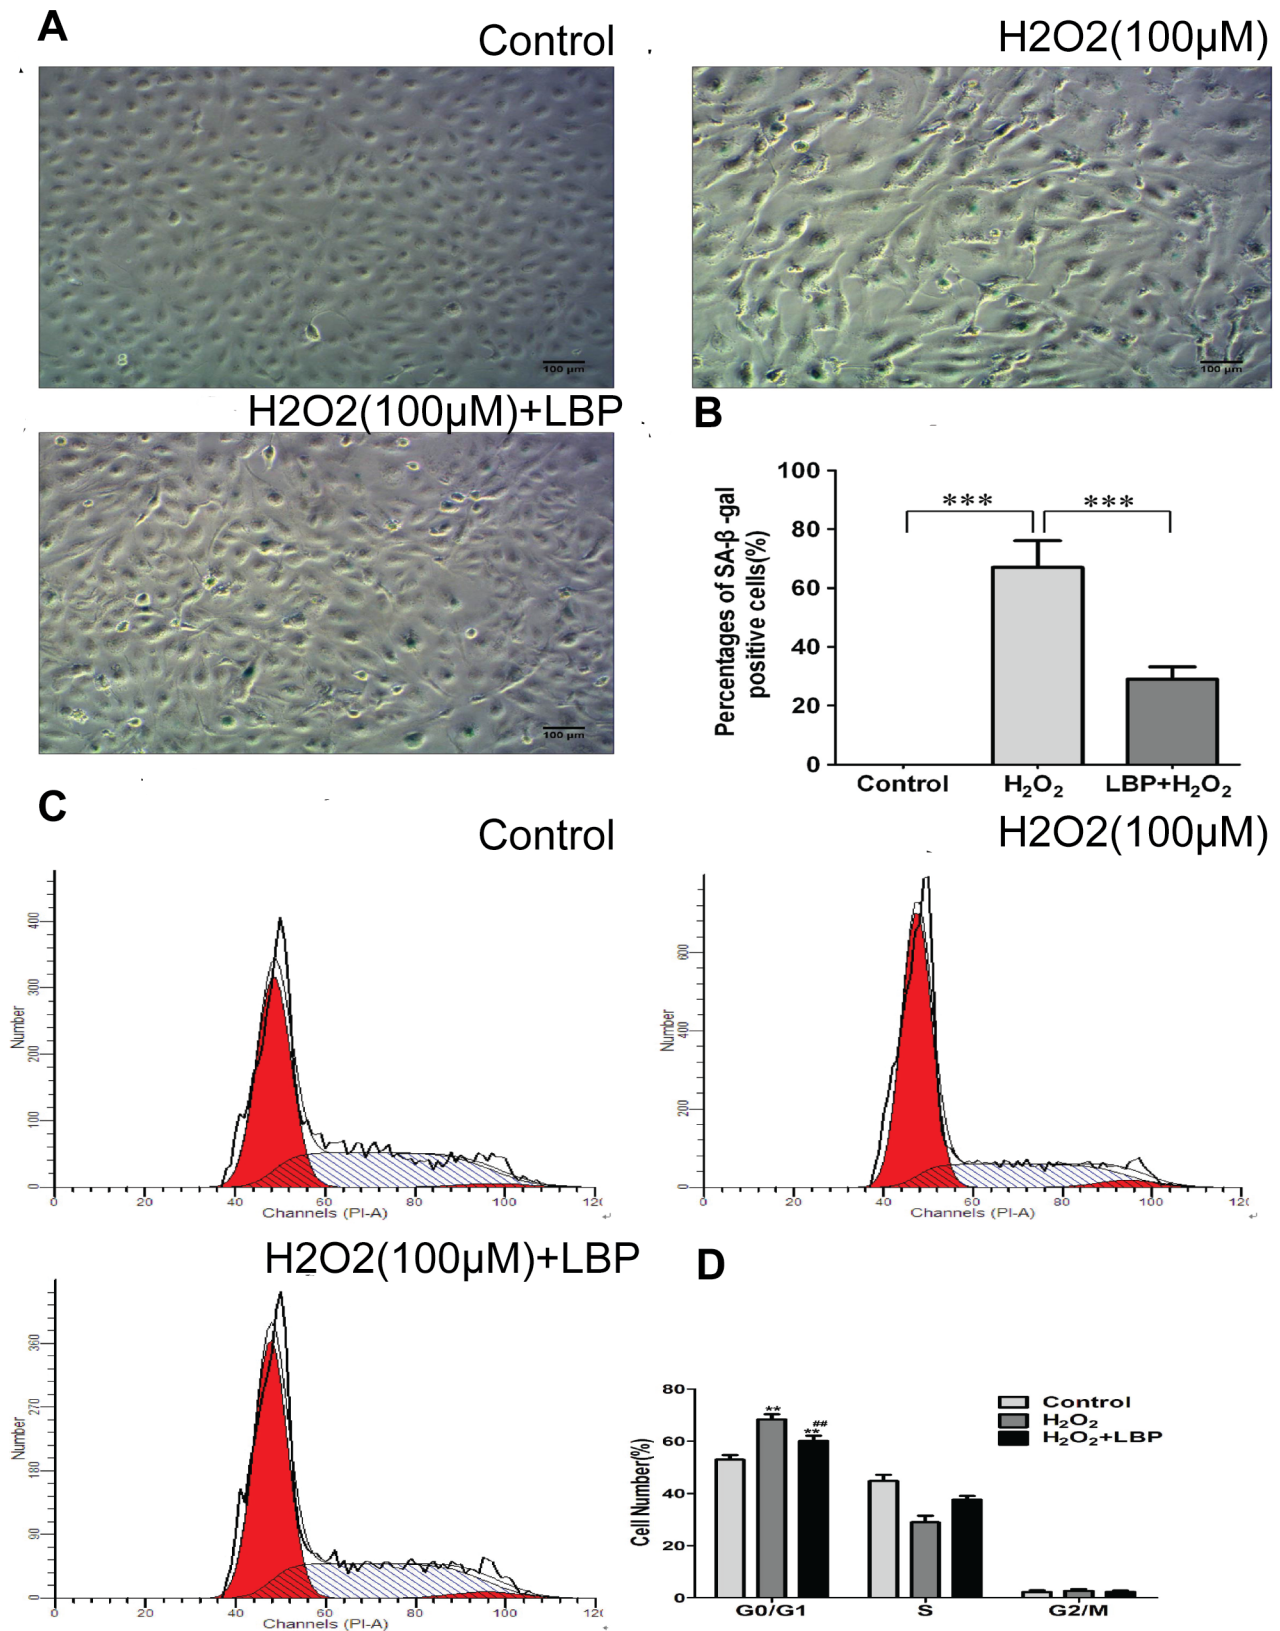 A
Control
H2O2(100µM)
100 µm
100 µm
H2O2(100µM)+LBP
100 µm
B
Percentages of SA-β -gal
positive cells(%)
100
80
60
40
20
0
***
***
Control
H₂O₂
LBP+H₂O₂
C
Control
Number
400
300
200
100
0
0 20 40 60 80 100 120
Channels (PI-A)
H2O2(100µM)
Number
600
400
200
0
0 20 40 60 80 100 120
Channels (PI-A)
H2O2(100µM)+LBP
Number
360
270
180
90
0
0 20 40 60 80 100 120
Channels (PI-A)
D
Cell Number(%)
80
60
40
20
0
**
##
**
Control
H₂O₂
H₂O₂+LBP
G0/G1
S
G2/M